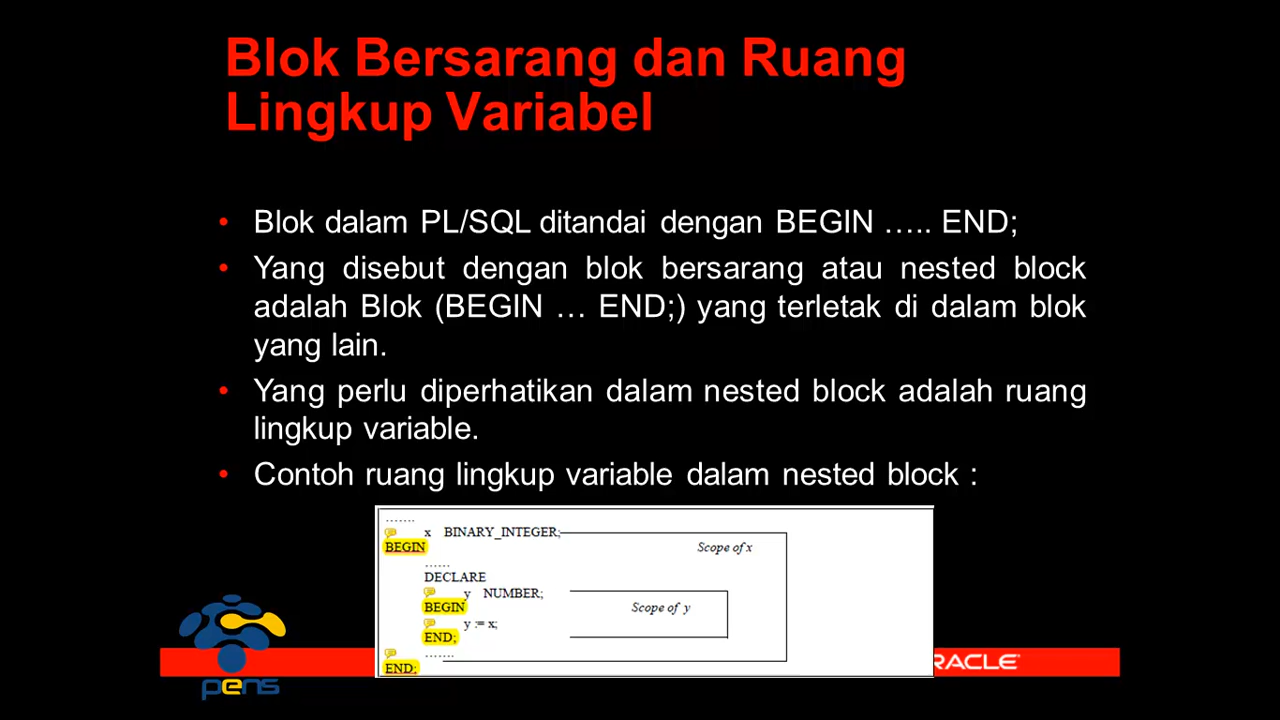 Blok Bersarang dan Ruang
Lingkup Variabel
• Blok dalam PL/SQL ditandai dengan BEGIN ….. END;
• Yang disebut dengan blok bersarang atau nested block
adalah Blok (BEGIN … END;) yang terletak di dalam blok
yang lain.
• Yang perlu diperhatikan dalam nested block adalah ruang
lingkup variable.
• Contoh ruang lingkup variable dalam nested block :
.......
x BINARY_INTEGER;
BEGIN
Scope of x
......
DECLARE
y NUMBER;
BEGIN
Scope of y
y := x;
END;
.......
END;
pens
RACLE